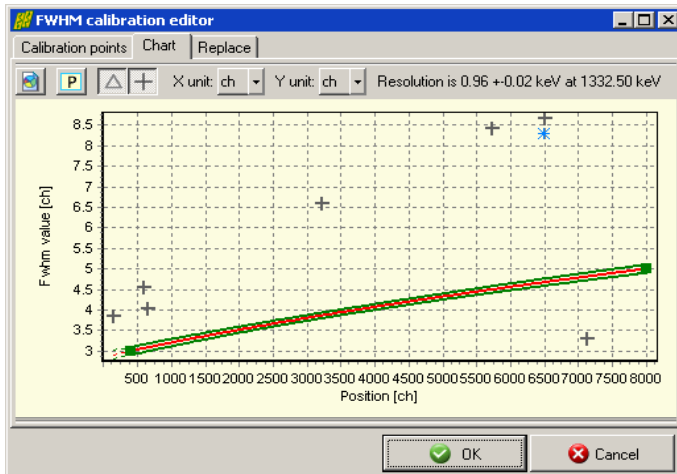 FWHM calibration editor
Calibration points Chart Replace
P X unit: ch Y unit: ch Resolution is 0.96 +-0.02 keV at 1332.50 keV
8.5
8
7.5
7
6.5
6
5.5
5
4.5
4
3.5
3
Fwhm value [ch]
500 1000 1500 2000 2500 3000 3500 4000 4500 5000 5500 6000 6500 7000 7500 8000
Position [ch]
OK Cancel